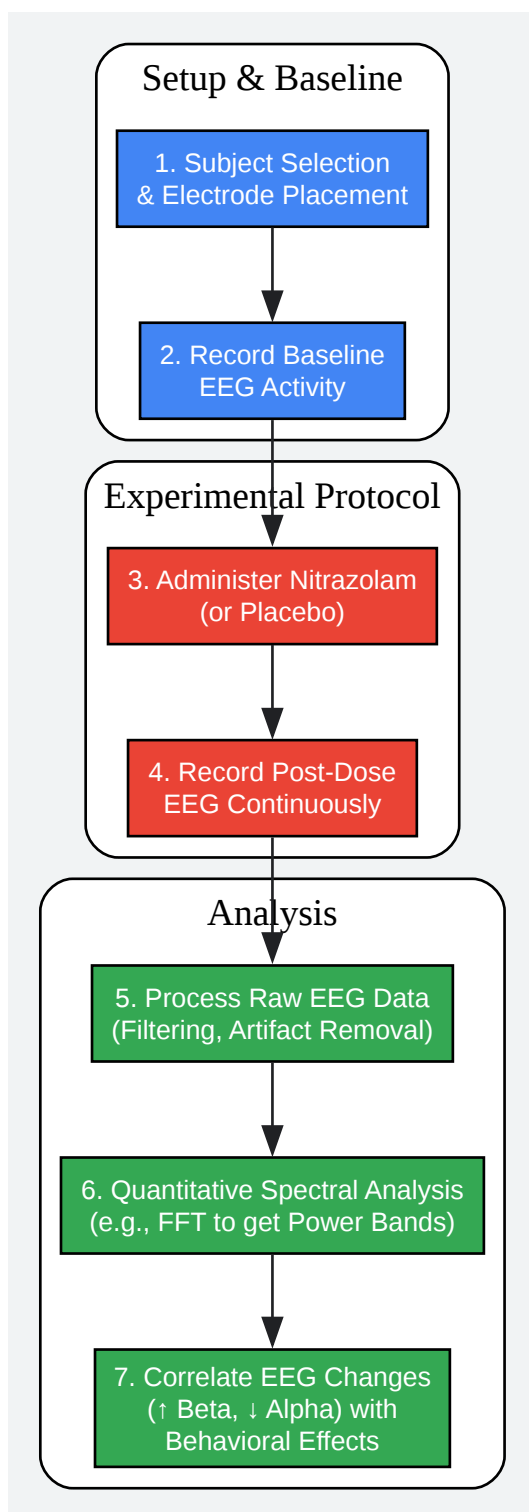 Setup & Baseline
1. Subject Selection
& Electrode Placement
2. Record Baseline
EEG Activity
Experimental Protocol
3. Administer Nitrazolam
(or Placebo)
4. Record Post-Dose
EEG Continuously
Analysis
5. Process Raw EEG Data
(Filtering, Artifact Removal)
6. Quantitative Spectral Analysis
(e.g., FFT to get Power Bands)
7. Correlate EEG Changes
(↑ Beta, ↓ Alpha) with
Behavioral Effects